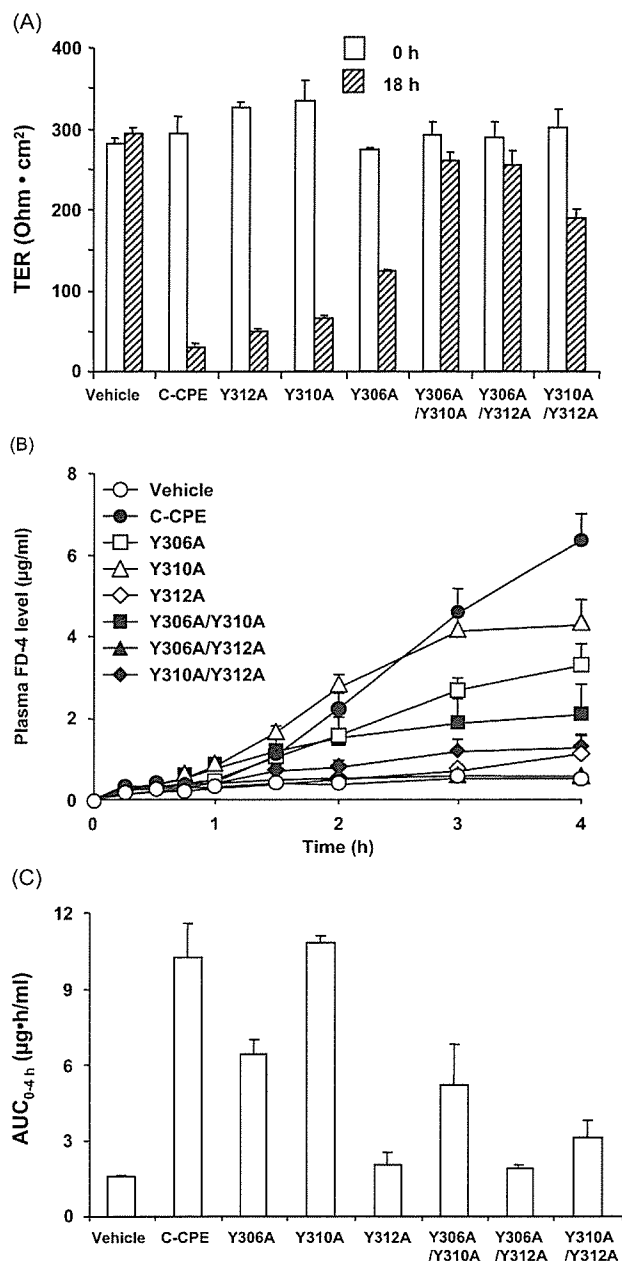 (A)
0 h
18 h
TER (Ohm • cm²)
400
300
200
100
0
Vehicle C-CPE Y312A Y310A Y306A Y306A /Y310A Y306A /Y312A Y310A /Y312A
(B)
Plasma FD-4 level (µg/ml)
8
6
4
2
0
Vehicle
C-CPE
Y306A
Y310A
Y312A
Y306A/Y310A
Y306A/Y312A
Y310A/Y312A
0 1 2 3 4
Time (h)
(C)
AUC0-4 h (µg•h/ml)
12
9
6
3
0
Vehicle C-CPE Y306A Y310A Y312A Y306A /Y310A Y306A /Y312A Y310A /Y312A